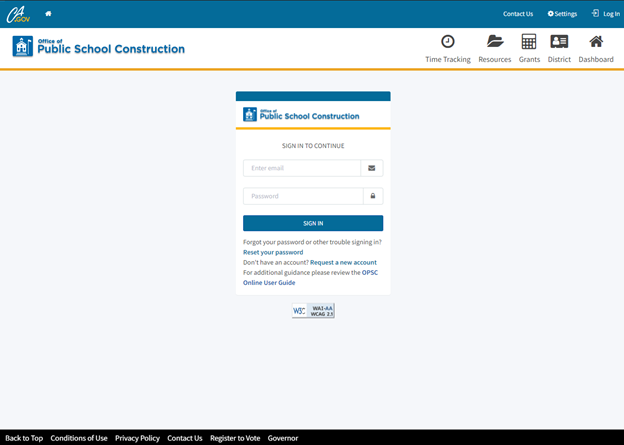 CA.GOV
Contact Us Settings Log In
Office of
Public School Construction
Time Tracking Resources Grants District Dashboard
Office of
Public School Construction
SIGN IN TO CONTINUE
Enter email
Password
SIGN IN
Forgot your password or other trouble signing in?
Reset your password
Don't have an account? Request a new account
For additional guidance please review the OPSC
Online User Guide
W3C WAI-AA
WCAG 2.1
Back to Top Conditions of Use Privacy Policy Contact Us Register to Vote Governor